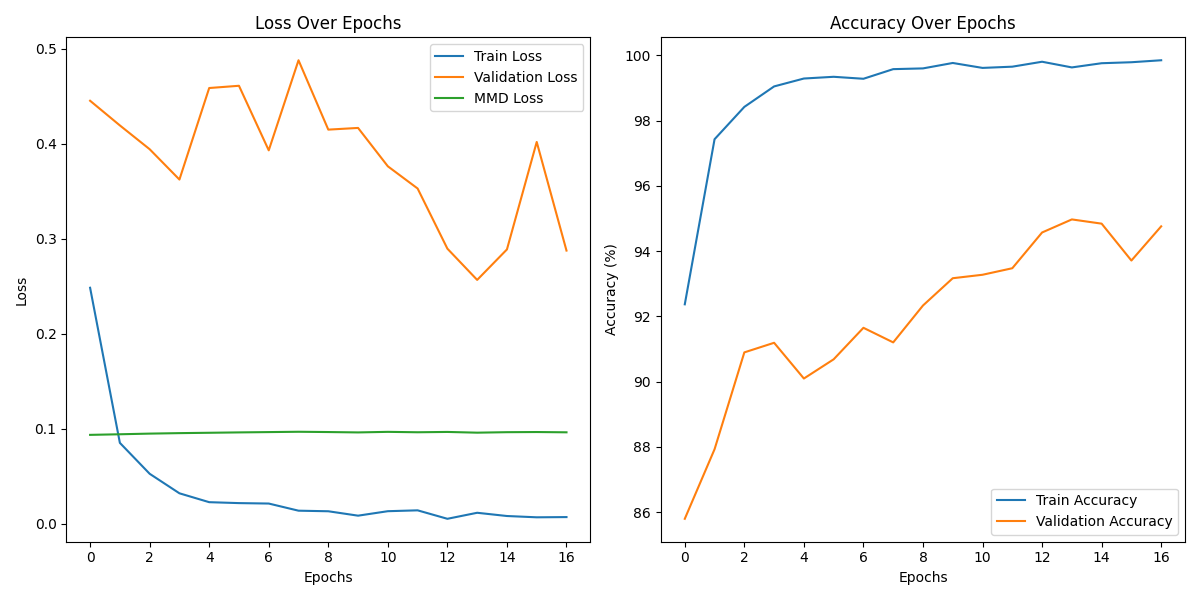 Loss Over Epochs
Loss
0.5
0.4
0.3
0.2
0.1
0.0
Train Loss
Validation Loss
MMD Loss
0 2 4 6 8 10 12 14 16
Epochs
Accuracy Over Epochs
Accuracy (%)
100
98
96
94
92
90
88
86
Train Accuracy
Validation Accuracy
0 2 4 6 8 10 12 14 16
Epochs